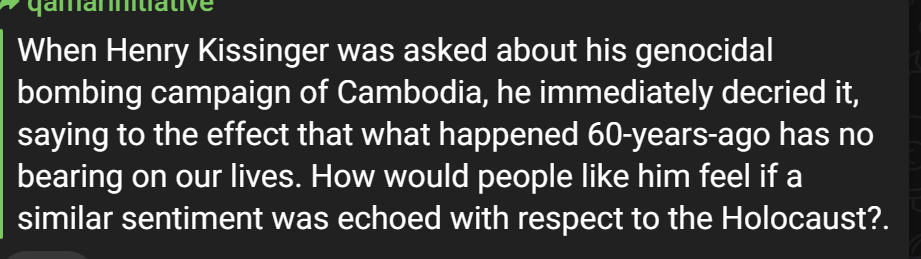 qamarinitiative
When Henry Kissinger was asked about his genocidal
bombing campaign of Cambodia, he immediately decried it,
saying to the effect that what happened 60-years-ago has no
bearing on our lives. How would people like him feel if a
similar sentiment was echoed with respect to the Holocaust?.